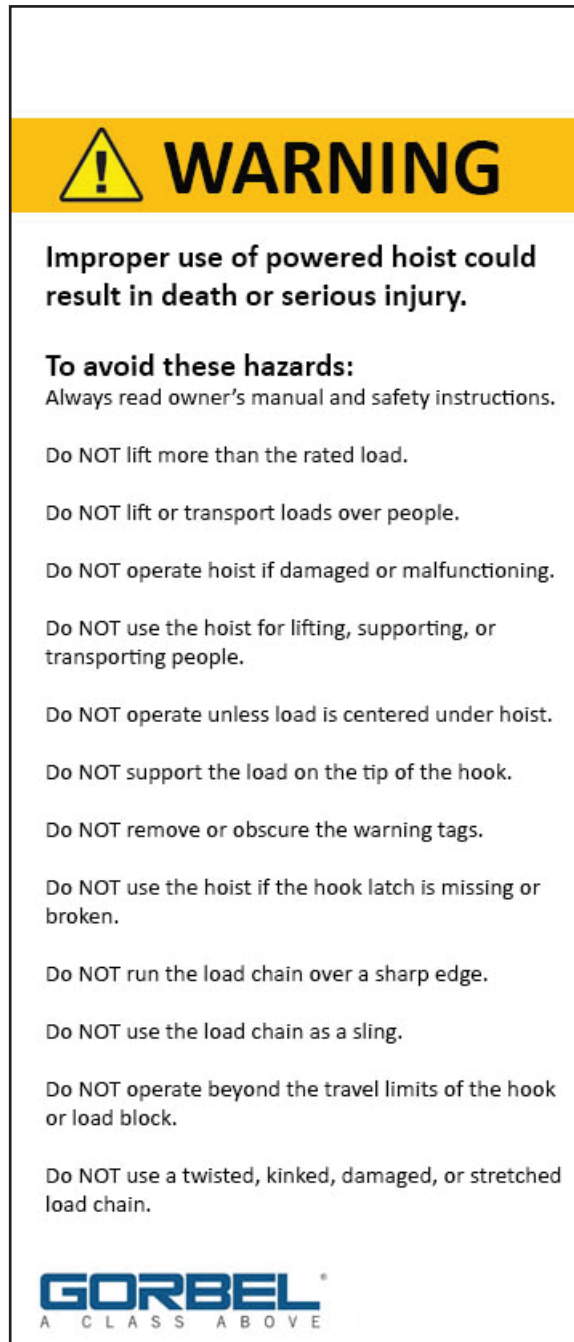 WARNING
Improper use of powered hoist could
result in death or serious injury.
To avoid these hazards:
Always read owner's manual and safety instructions.
Do NOT lift more than the rated load.
Do NOT lift or transport loads over people.
Do NOT operate hoist if damaged or malfunctioning.
Do NOT use the hoist for lifting, supporting, or
transporting people.
Do NOT operate unless load is centered under hoist.
Do NOT support the load on the tip of the hook.
Do NOT remove or obscure the warning tags.
Do NOT use the hoist if the hook latch is missing or
broken.
Do NOT run the load chain over a sharp edge.
Do NOT use the load chain as a sling.
Do NOT operate beyond the travel limits of the hook
or load block.
Do NOT use a twisted, kinked, damaged, or stretched
load chain.
GORBEL®
A CLASS ABOVE